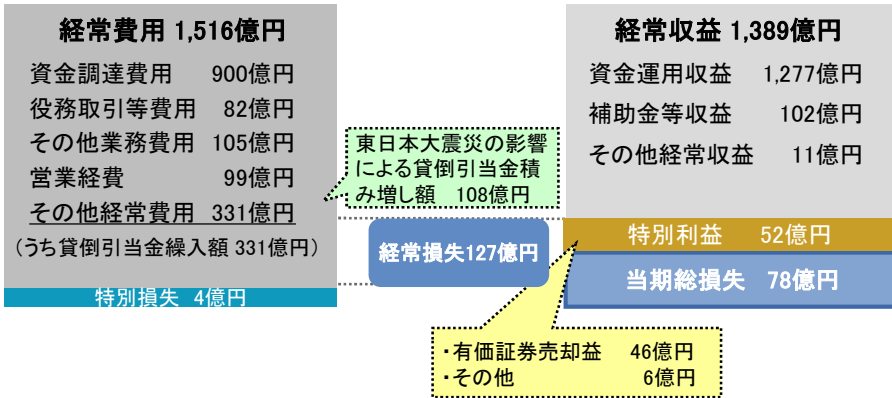 経常費用 1,516億円
資金調達費用 900億円
役務取引等費用 82億円
その他業務費用 105億円
営業経費 99億円
その他経常費用 331億円
（うち貸倒引当金繰入額 331億円）
特別損失 4億円
東日本大震災の影響
による貸倒引当金積
み増し額 108億円
経常損失127億円
経常収益 1,389億円
資金運用収益 1,277億円
補助金等収益 102億円
その他経常収益 11億円
特別利益 52億円
当期総損失 78億円
・有価証券売却益 46億円
・その他 6億円